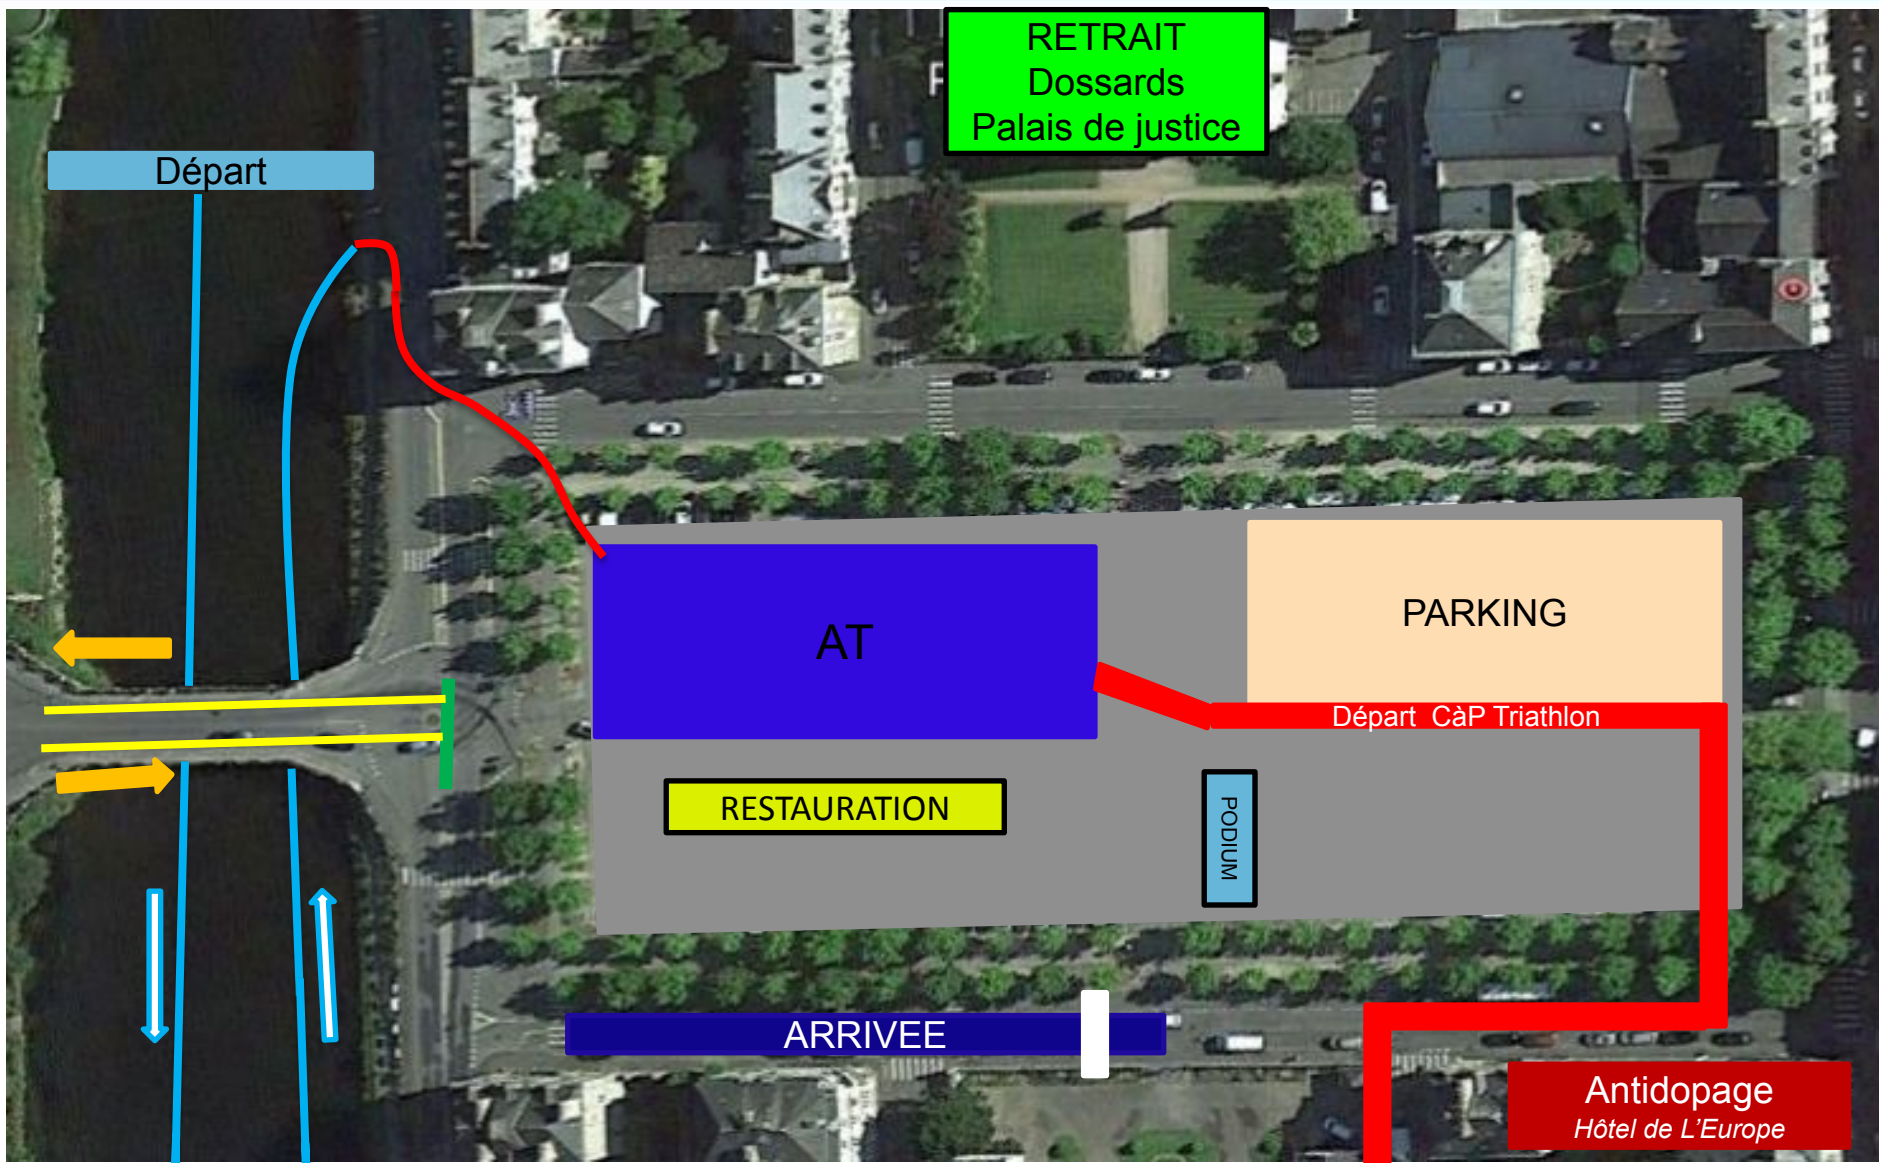 RETRAIT
Dossards
Palais de justice
Départ
AT
PARKING
Départ CàP Triathlon
RESTAURATION
PODIUM
ARRIVEE
Antidopage
Hôtel de L'Europe